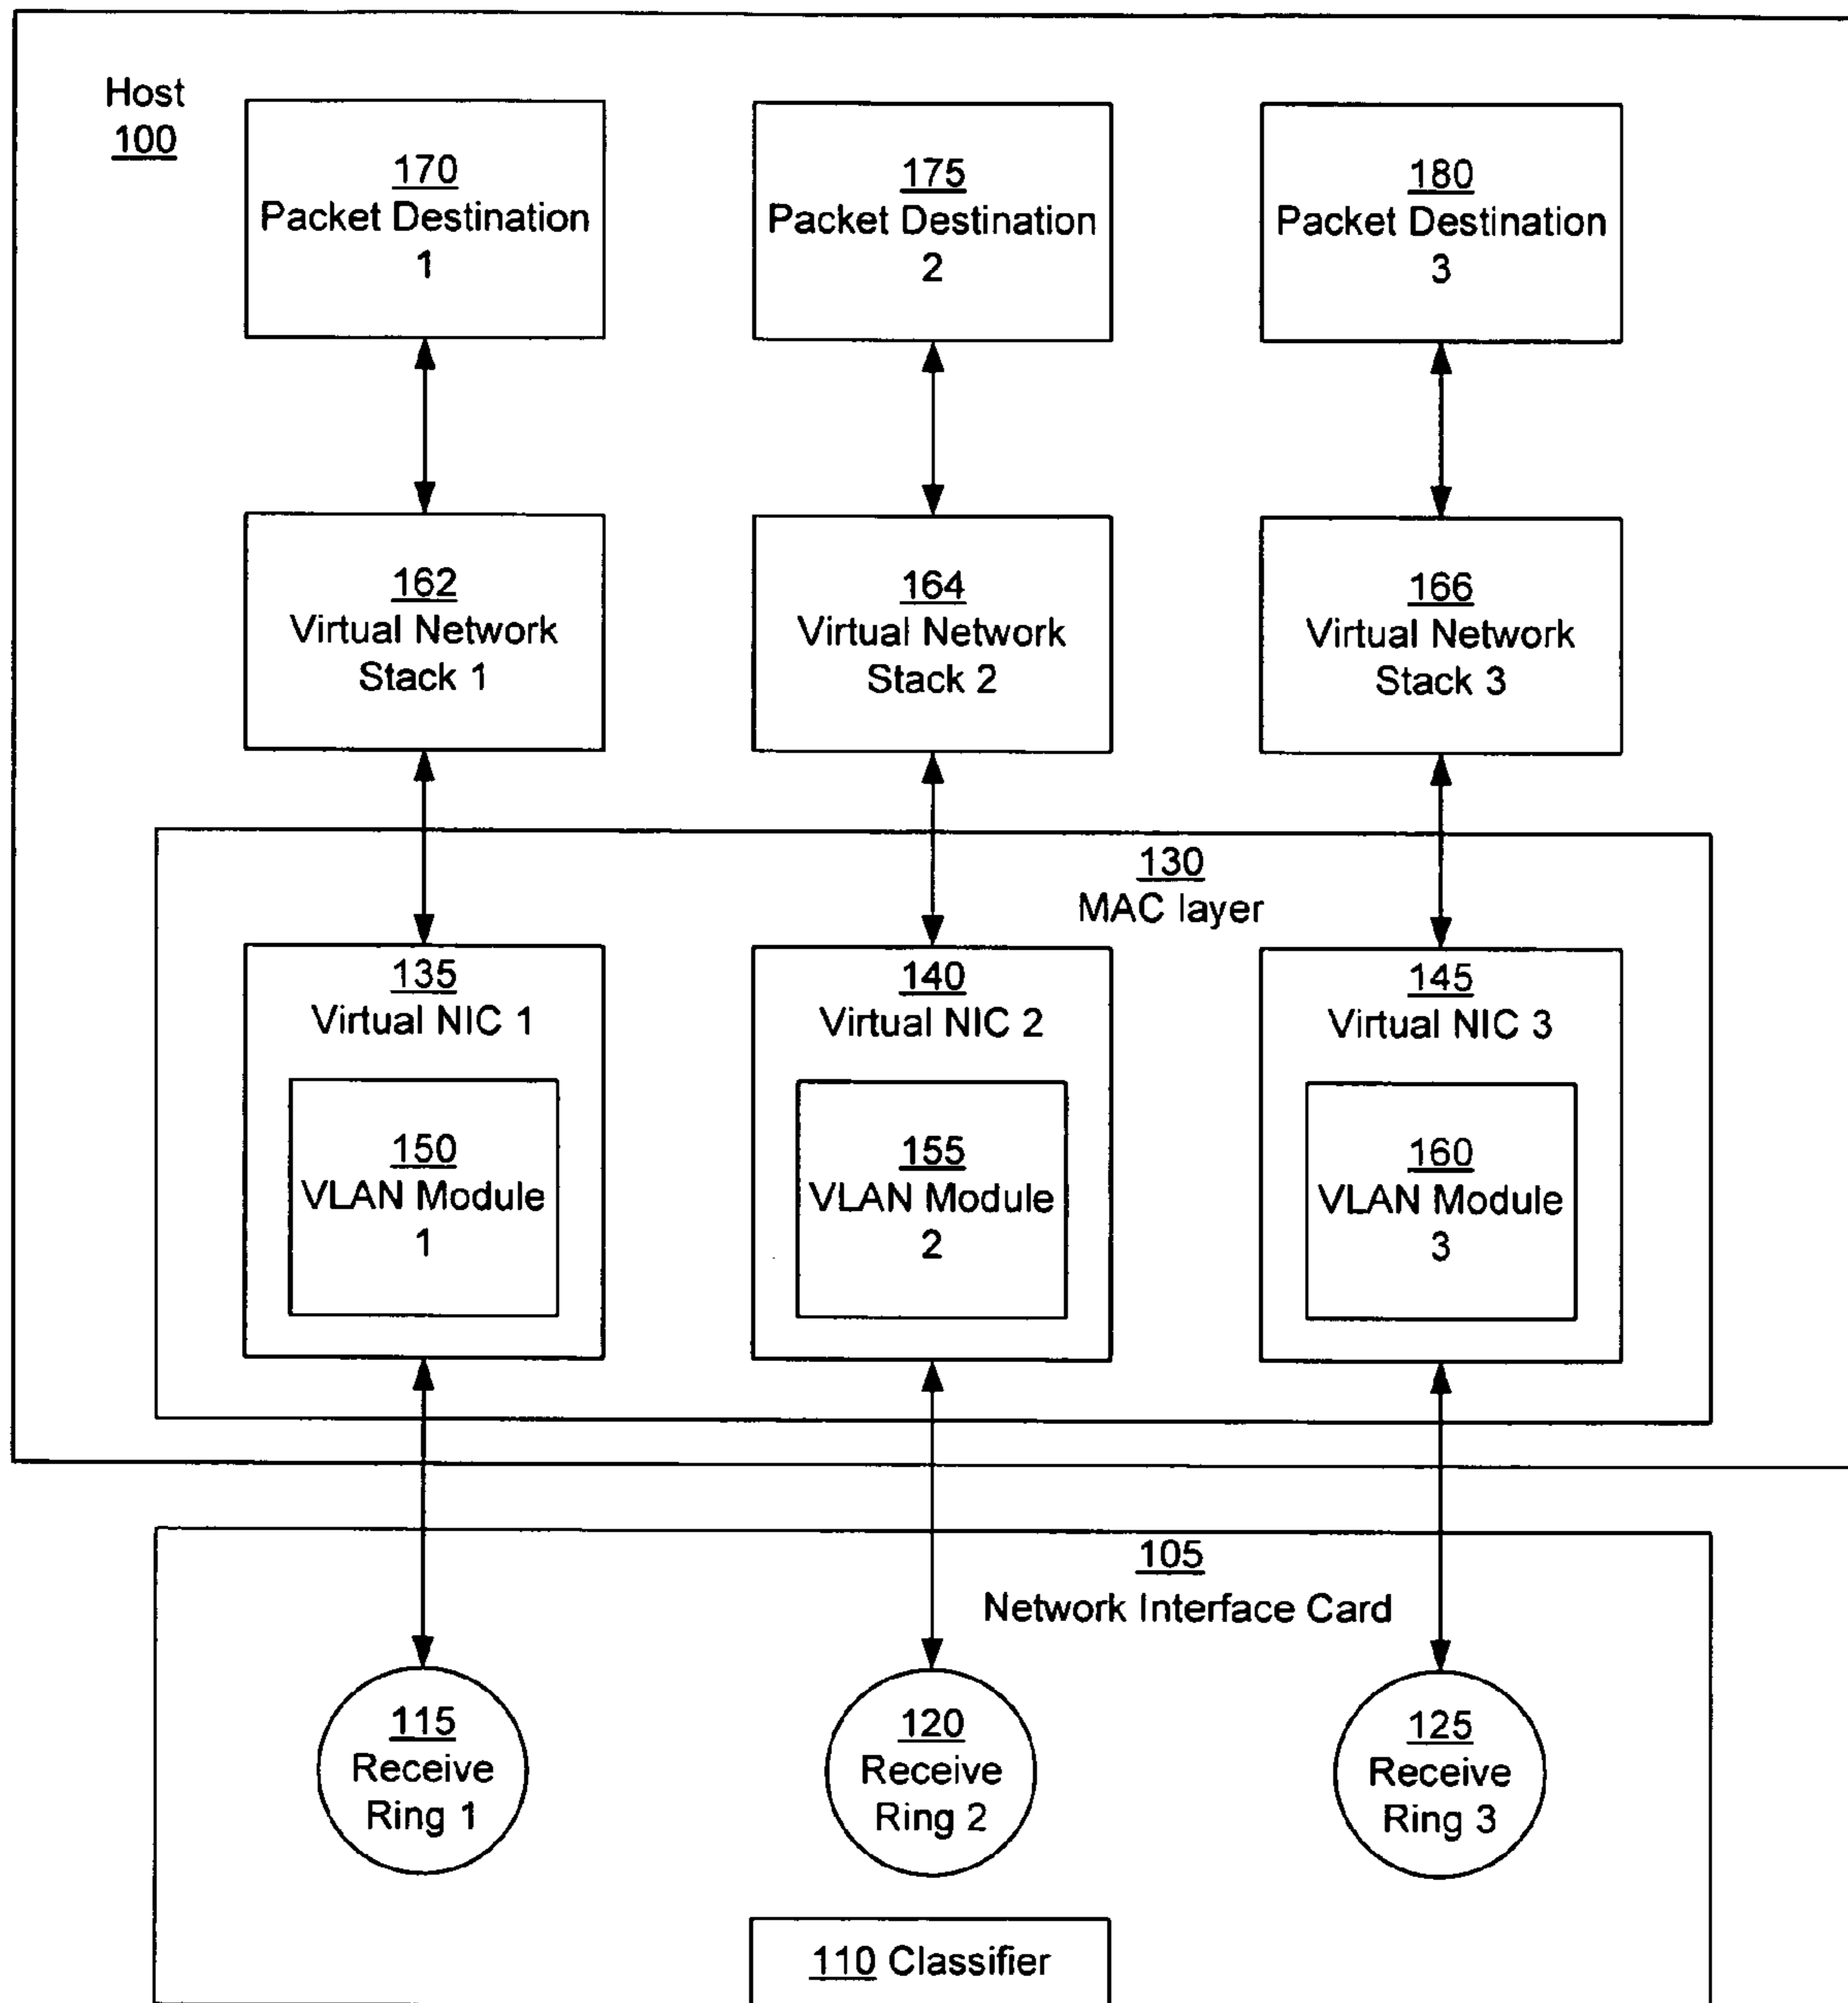 Host
100
170
Packet Destination
1
175
Packet Destination
2
180
Packet Destination
3
162
Virtual Network
Stack 1
164
Virtual Network
Stack 2
166
Virtual Network
Stack 3
130
MAC layer
135
Virtual NIC 1
140
Virtual NIC 2
145
Virtual NIC 3
150
VLAN Module
1
155
VLAN Module
2
160
VLAN Module
3
105
Network Interface Card
115
Receive
Ring 1
120
Receive
Ring 2
125
Receive
Ring 3
110 Classifier